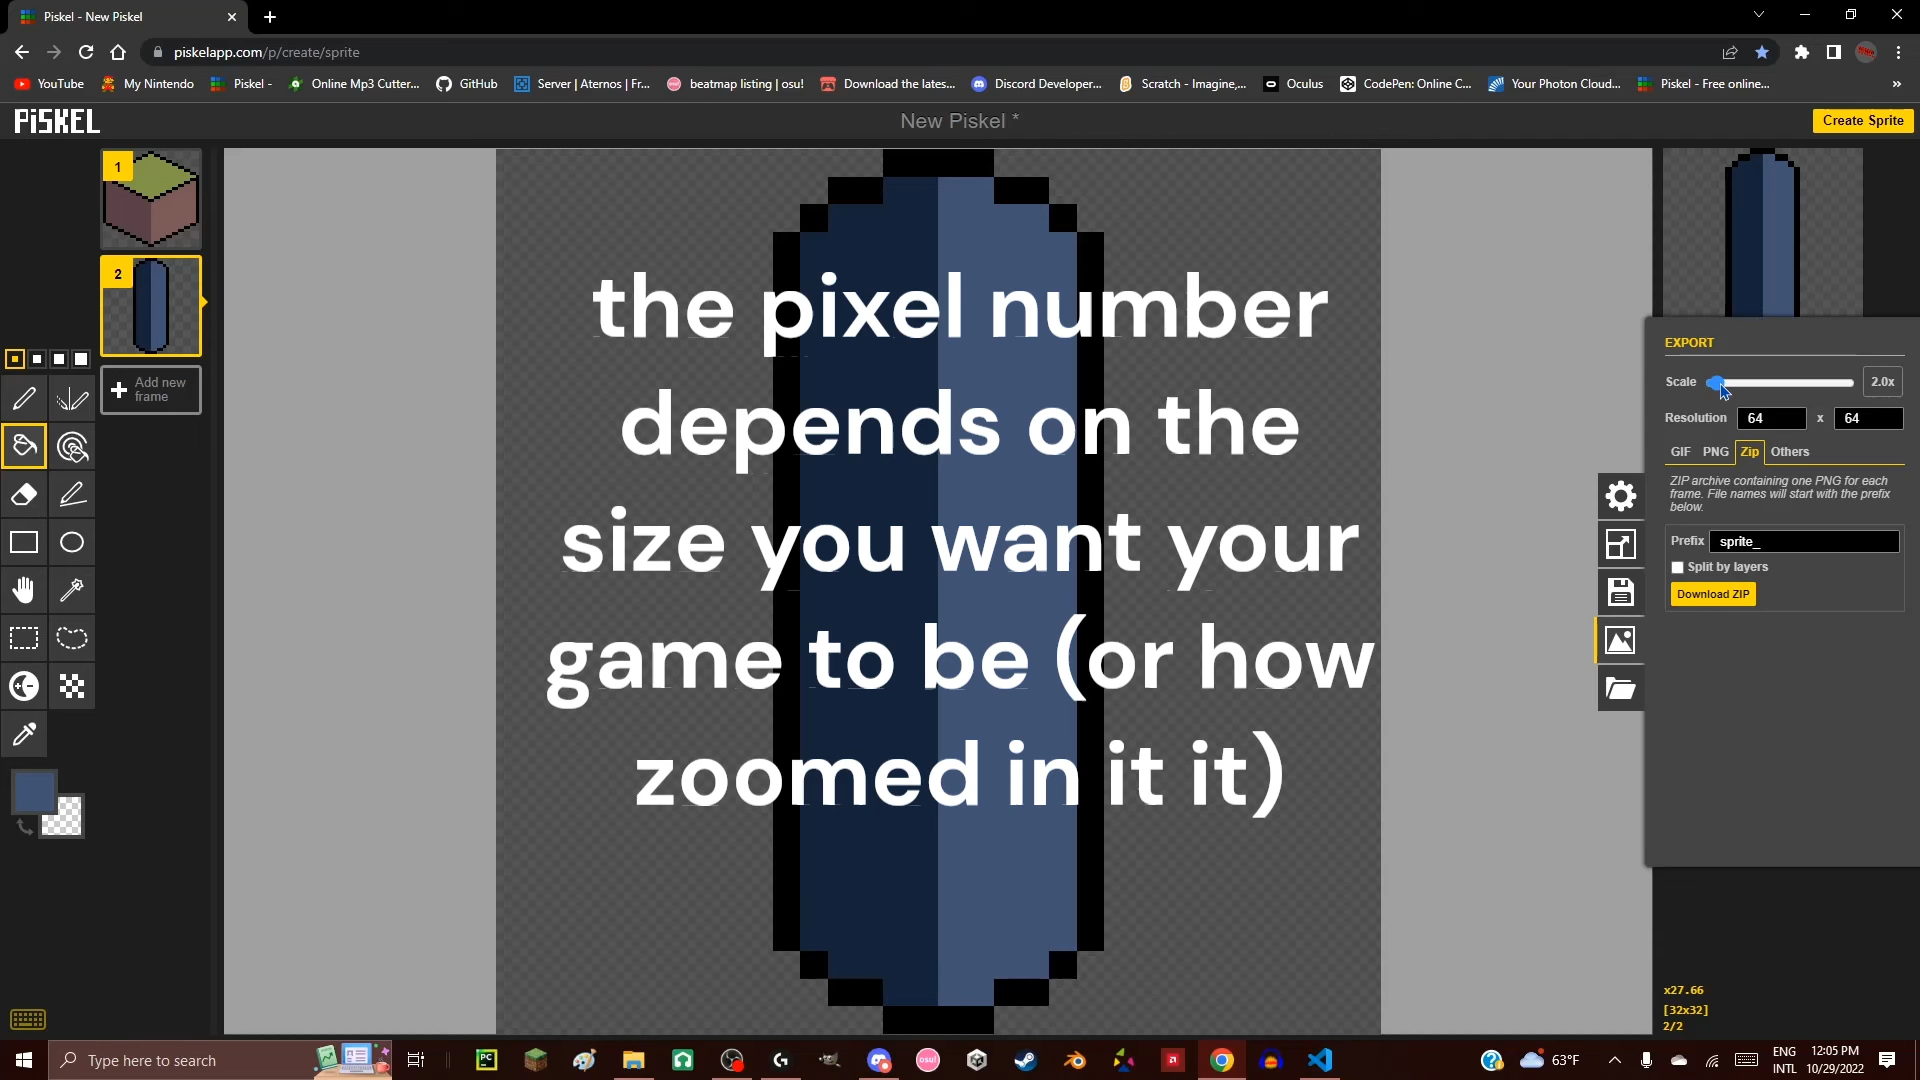 Piskel - New Piskel
piskelapp.com/p/create/sprite
YouTube My Nintendo Piskel - Online Mp3 Cutter... GitHub Server | Aternos | Fr... beatmap listing | osu! Download the lates... Discord Developer... Scratch - Imagine,... Oculus CodePen: Online C... Your Photon Cloud... Piskel - Free online... »
PiSKEL
New Piskel *
Create Sprite
1
2
Add new
frame
the pixel number
depends on the
size you want your
game to be (or how
zoomed in it it)
EXPORT
Scale 2.0x
Resolution 64 x 64
GIF PNG Zip Others
ZIP archive containing one PNG for each
frame. File names will start with the prefix
below.
Prefix sprite_
Split by layers
Download ZIP
x27.66
[32x32]
2/2
Type here to search
PC
osu!
63°F
ENG
INTL
12:05 PM
10/29/2022